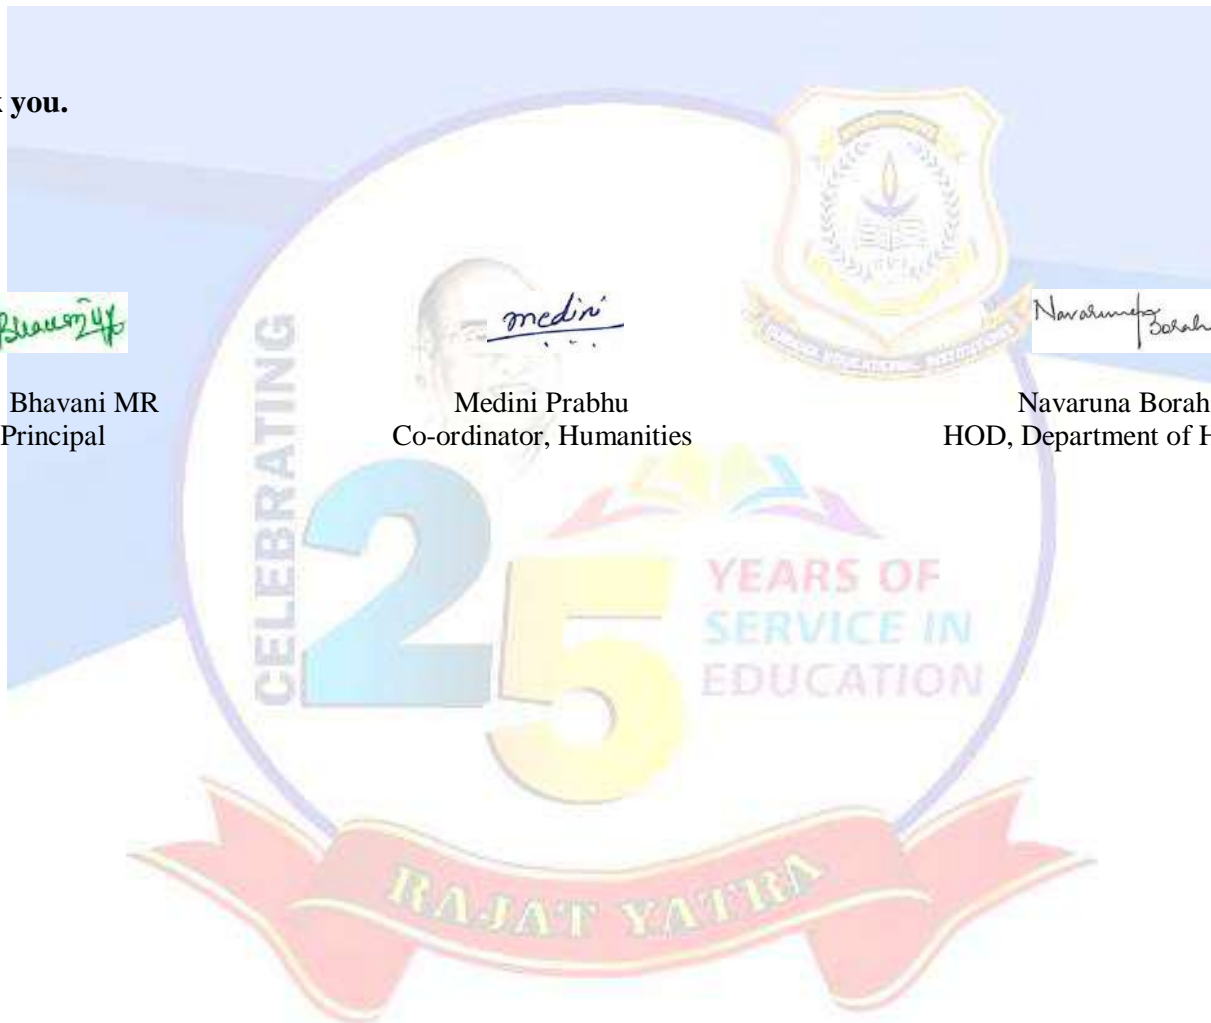 you.
medini
Navaruna Borah
Bhavani MR
Principal
Medini Prabhu
Co-ordinator, Humanities
Navaruna Borah
HOD, Department of
CELEBRATING
25
YEARS OF
SERVICE IN
EDUCATION
RAJAT YATRA